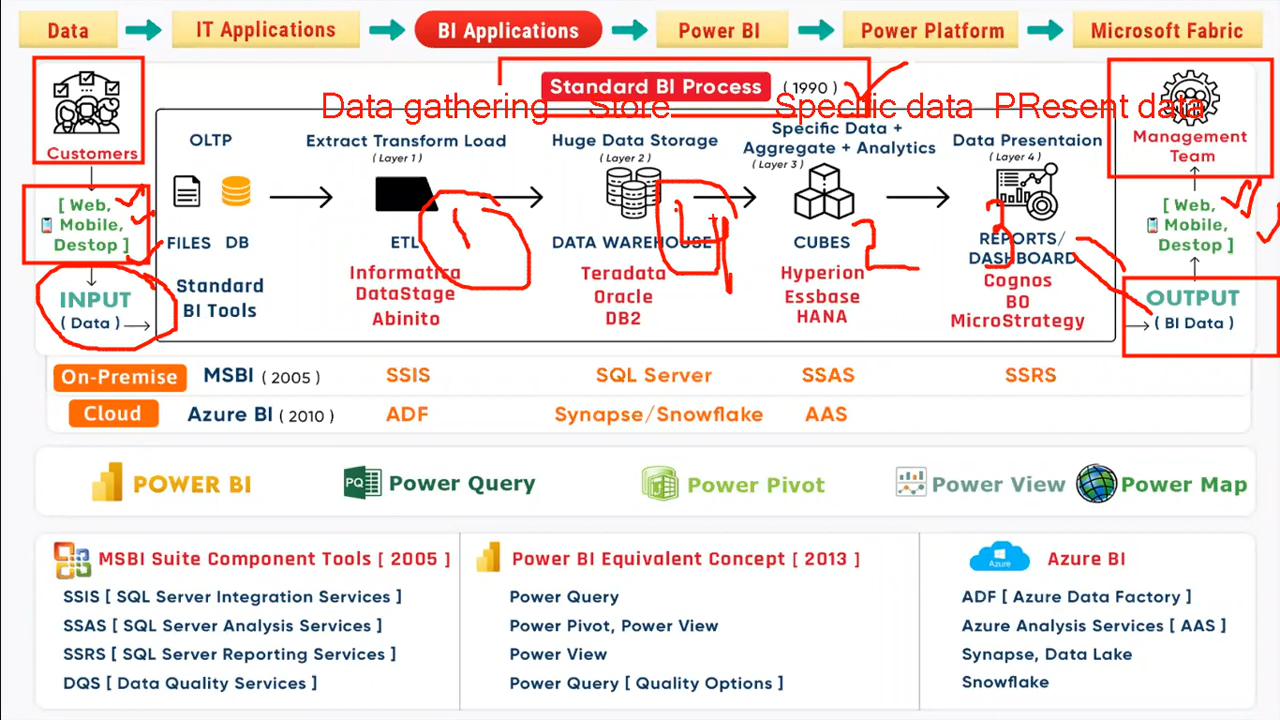 Data IT Applications BI Applications Power BI Power Platform Microsoft Fabric
Standard BI Process ( 1990 )
Data gathering Store Specific data PResent data
Customers
Management
Team
OLTP
Extract Transform Load
( Layer 1 )
Huge Data Storage
( Layer 2 )
Specific Data +
Aggregate + Analytics
( Layer 3 )
Data Presentaion
( Layer 4 )
[ Web,
Mobile,
Destop ]
INPUT
( Data )
FILES DB
ETL
DATA WAREHOUSE
CUBES
REPORTS/
DASHBOARD
4
2
3
Standard
BI Tools
Informatica
DataStage
Abinito
Teradata
Oracle
DB2
Hyperion
Essbase
HANA
Cognos
BO
MicroStrategy
[ Web,
Mobile,
Destop ]
OUTPUT
( BI Data )
On-Premise MSBI ( 2005 ) SSIS SQL Server SSAS SSRS
Cloud Azure BI ( 2010 ) ADF Synapse/Snowflake AAS
POWER BI PQ Power Query Power Pivot Power View Power Map
MSBI Suite Component Tools [ 2005 ]
SSIS [ SQL Server Integration Services ]
SSAS [ SQL Server Analysis Services ]
SSRS [ SQL Server Reporting Services ]
DQS [ Data Quality Services ]
Power BI Equivalent Concept [ 2013 ]
Power Query
Power Pivot, Power View
Power View
Power Query [ Quality Options ]
Azure
Azure BI
ADF [ Azure Data Factory ]
Azure Analysis Services [ AAS ]
Synapse, Data Lake
Snowflake